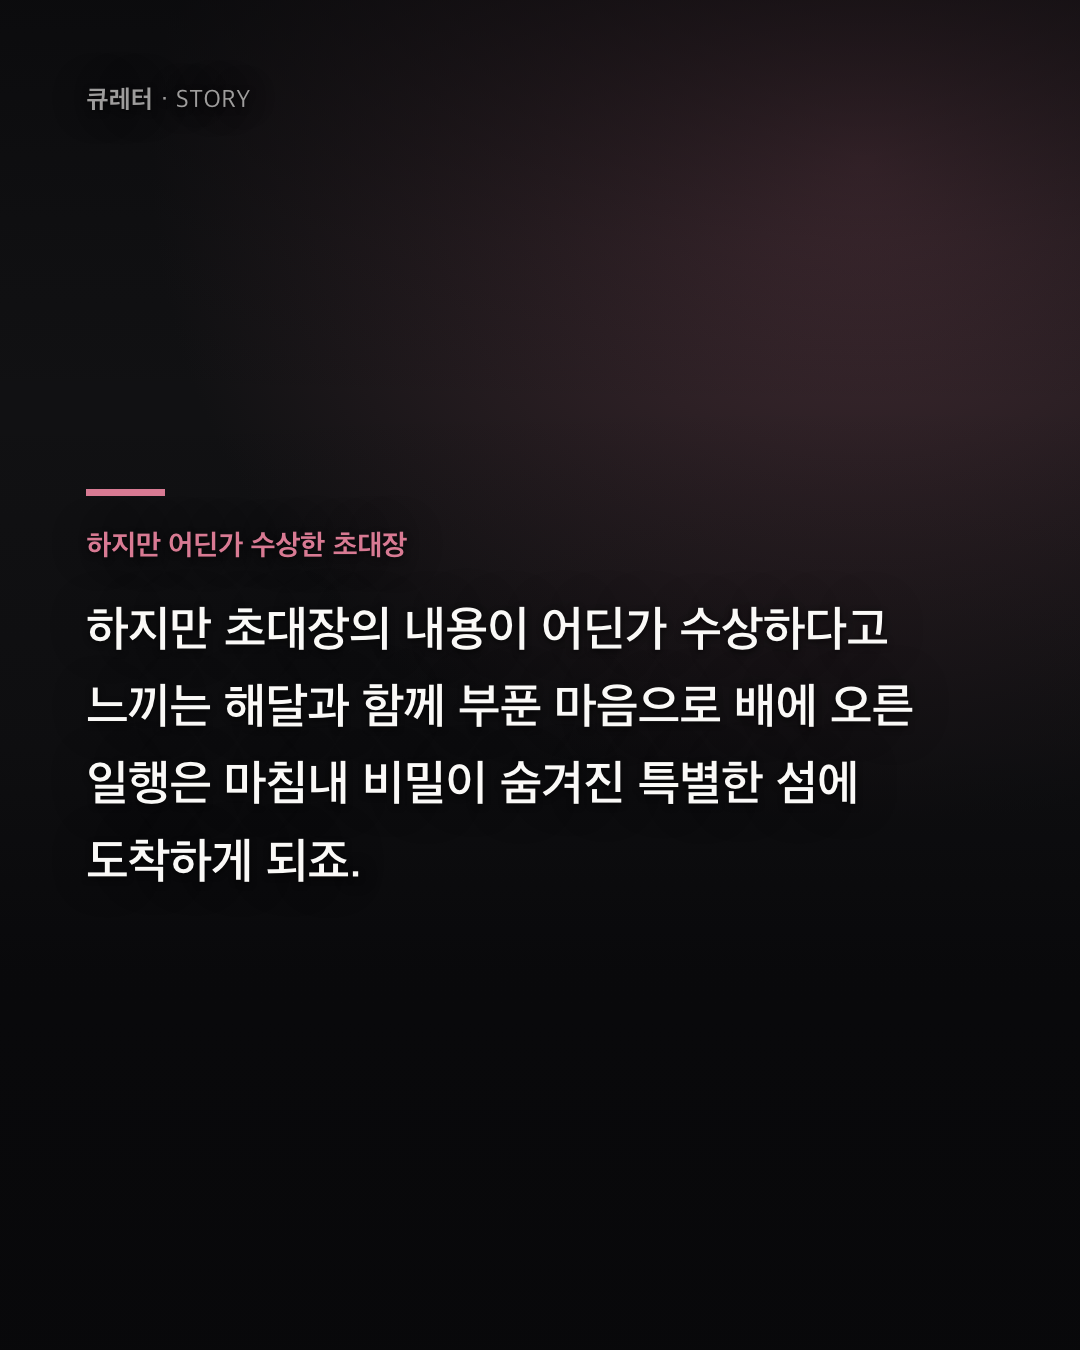 큐레터 · STORY
하지만 어딘가 수상한 초대장
하지만 초대장의 내용이 어딘가 수상하다고
느끼는 해달과 함께 부푼 마음으로 배에 오른
일행은 마침내 비밀이 숨겨진 특별한 섬에
도착하게 되죠.